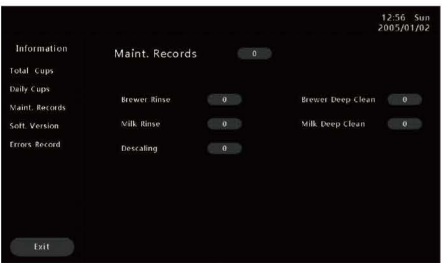 12:56 Sun
2005/01/02
Information
Maint. Records 0
Total Cups
Daily Cups
Maint. Records
Soft. Version
Errors Record
Brewer Rinse 0 Brewer Deep Clean 0
Milk Rinse 0 Milk Deep Clean 0
Descaling 0
Exit